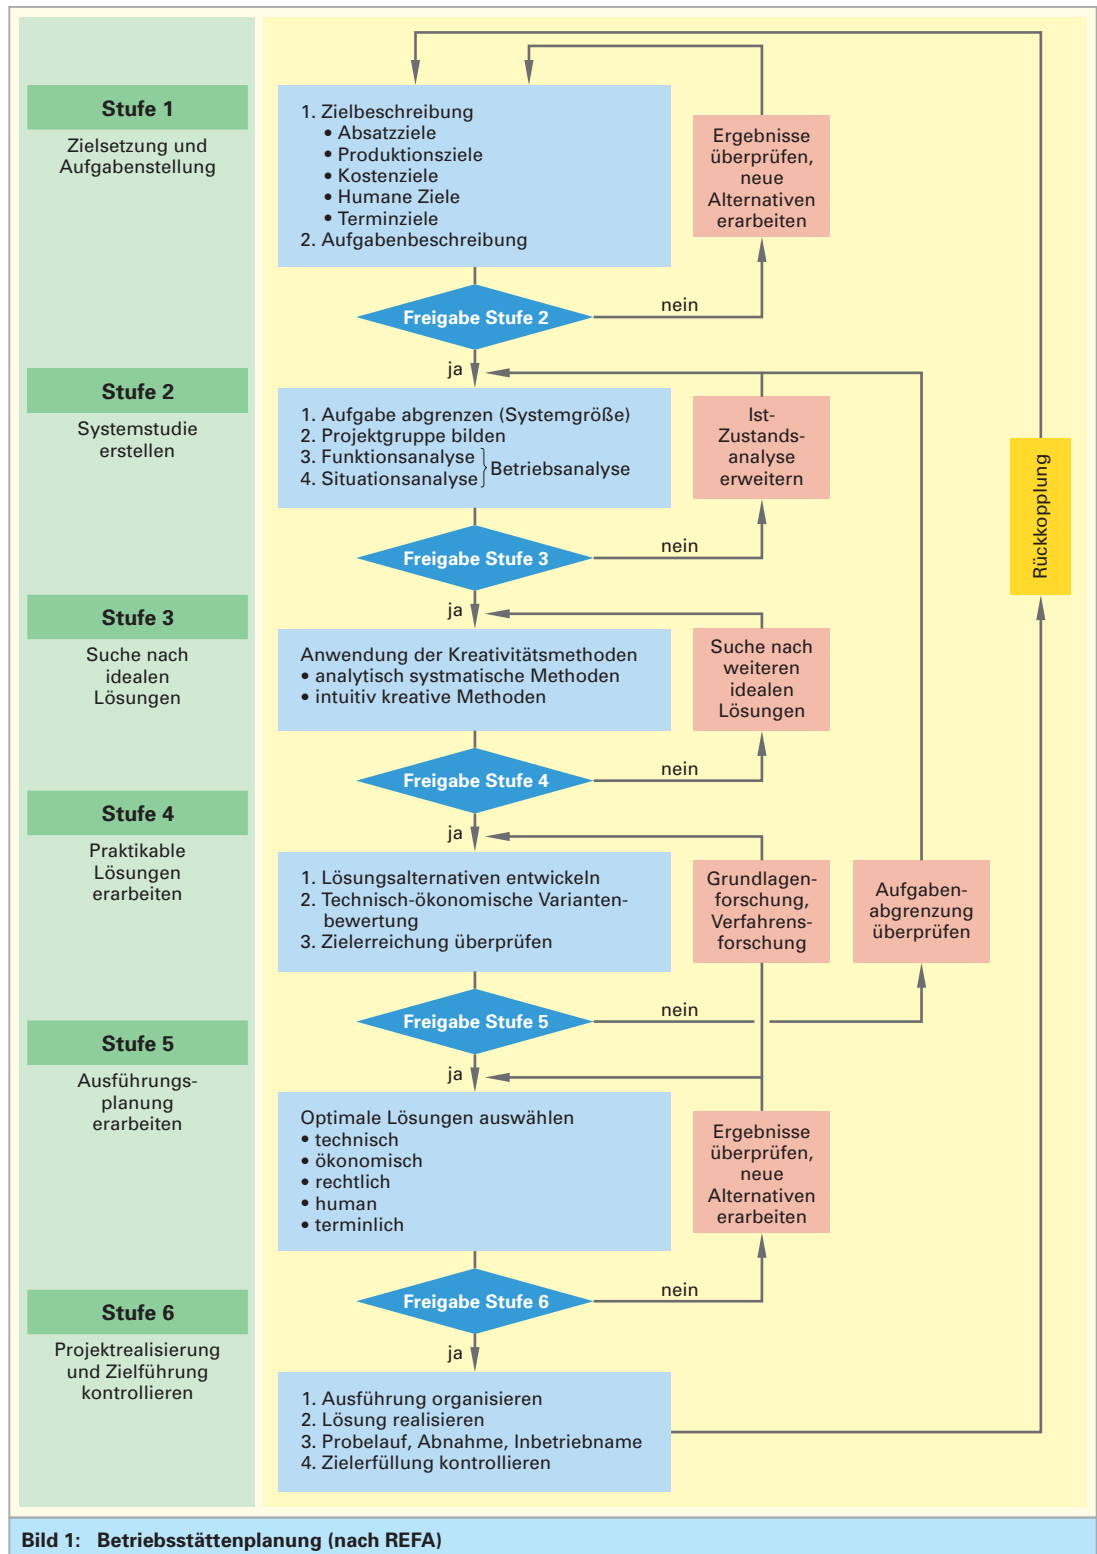 Stufe 1
Zielsetzung und
Aufgabenstellung
1. Zielbeschreibung
• Absatzziele
• Produktionsziele
• Kostenziele
• Humane Ziele
• Terminziele
2. Aufgabenbeschreibung
Ergebnisse
überprüfen,
neue
Alternativen
erarbeiten
Freigabe Stufe 2
nein
ja
Stufe 2
Systemstudie
erstellen
1. Aufgabe abgrenzen (Systemgröße)
2. Projektgruppe bilden
3. Funktionsanalyse
4. Situationsanalyse
Betriebsanalyse
Ist-
Zustands-
analyse
erweitern
Rückkopplung
Freigabe Stufe 3
nein
ja
Stufe 3
Suche nach
idealen
Lösungen
Anwendung der Kreativitätsmethoden
• analytisch systmatische Methoden
• intuitiv kreative Methoden
Suche nach
weiteren
idealen
Lösungen
Freigabe Stufe 4
nein
ja
Stufe 4
Praktikable
Lösungen
erarbeiten
1. Lösungsalternativen entwickeln
2. Technisch-ökonomische Varianten-
bewertung
3. Zielerreichung überprüfen
Grundlagen-
forschung,
Verfahrens-
forschung
Aufgaben-
abgrenzung
überprüfen
Freigabe Stufe 5
nein
ja
Stufe 5
Ausführungs-
planung
erarbeiten
Optimale Lösungen auswählen
• technisch
• ökonomisch
• rechtlich
• human
• terminlich
Ergebnisse
überprüfen,
neue
Alternativen
erarbeiten
Freigabe Stufe 6
nein
ja
Stufe 6
Projektrealisierung
und Zielführung
kontrollieren
1. Ausführung organisieren
2. Lösung realisieren
3. Probelauf, Abnahme, Inbetriebname
4. Zielerfüllung kontrollieren
Bild 1: Betriebsstättenplanung (nach REFA)